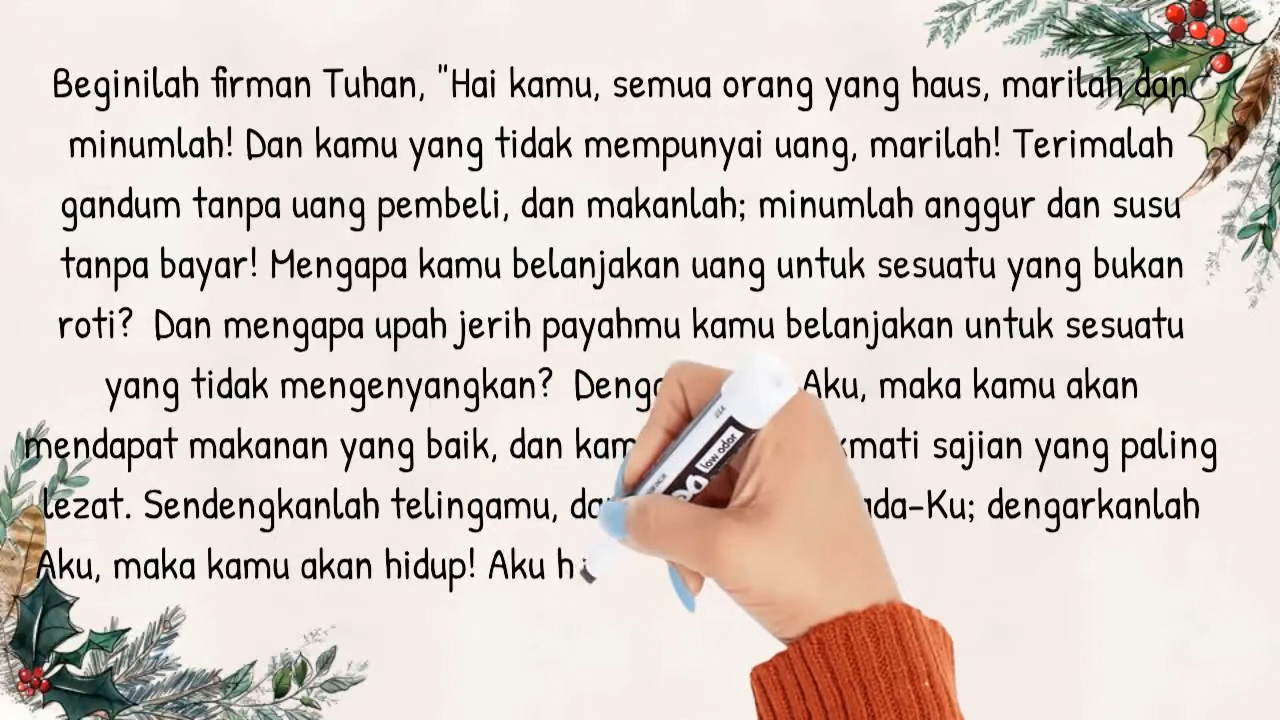 Beginilah firman Tuhan, "Hai kamu, semua orang yang haus, marilah dan
minumlah! Dan kamu yang tidak mempunyai uang, marilah! Terimalah
gandum tanpa uang pembeli, dan makanlah; minumlah anggur dan susu
tanpa bayar! Mengapa kamu belanjakan uang untuk sesuatu yang bukan
roti? Dan mengapa upah jerih payahmu kamu belanjakan untuk sesuatu
yang tidak mengenyangkan? Aku, maka kamu akan
mendapat makanan yang baik, dan sajian yang paling
lezat. Sendengkanlah telingamu, dengarkanlah
Aku, maka kamu akan hidup! Aku h
low odor
USA